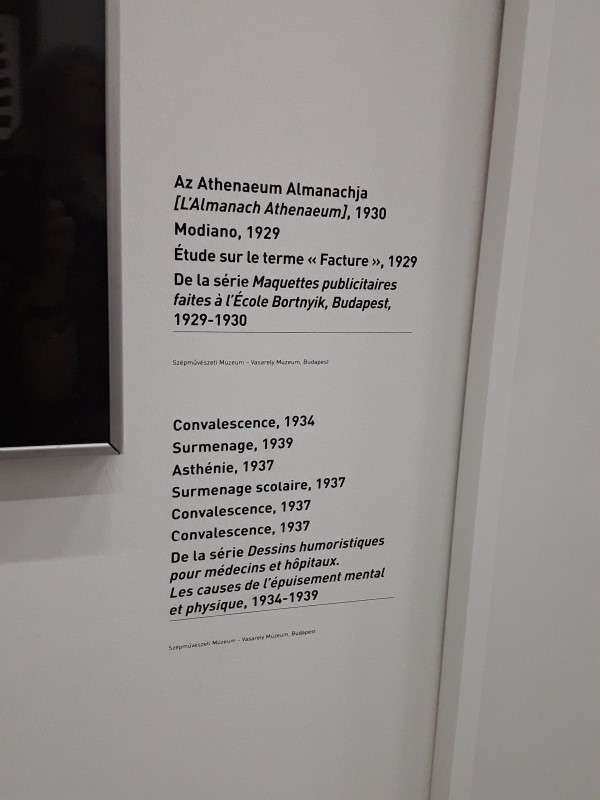 Az Athenaeum Almanachja
[L'Almanach Athenaeum], 1930
Modiano, 1929
Étude sur le terme « Facture », 1929
De la série Maquettes publicitaires
faites à l'École Bortnyik, Budapest,
1929-1930
Szépművészeti Múzeum – Vasarely Múzeum, Budapest
Convalescence, 1934
Surmenage, 1939
Asthénie, 1937
Surmenage scolaire, 1937
Convalescence, 1937
Convalescence, 1937
De la série Dessins humoristiques
pour médecins et hôpitaux.
Les causes de l'épuisement mental
et physique, 1934-1939
Szépművészeti Múzeum – Vasarely Múzeum, Budapest